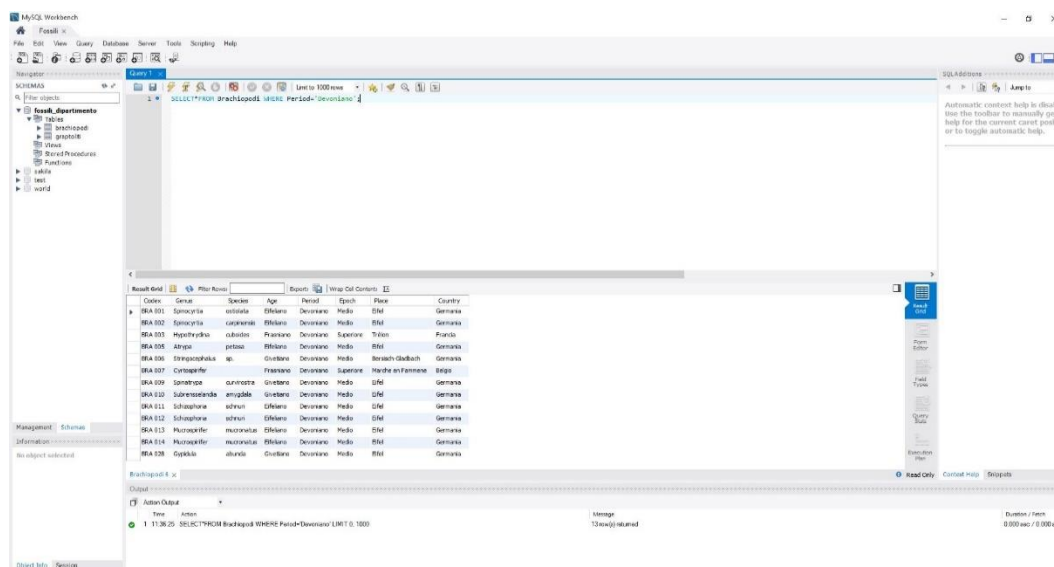 MySQL Workbench
Fossili ×
File Edit View Query Database Server Tools Scripting Help
Navigator
SCHEMAS
Filter objects
fossili_dipartimento
Tables
brachiopodi
graptoliti
Views
Stored Procedures
Functions
sakila
test
world
Management Schemas
Information
No object selected
Object Info Session
Query 1 ×
Limit to 1000 rows
1 SELECT*FROM Brachiopodi WHERE Period='Devoniano';
Result Grid Filter Rows: Export: Wrap Cell Content:
Codex Genus Species Age Period Epoch Place Country
BRA 001 Spinocyrtia ostiolata Eifeliano Devoniano Medio Eifel Germania
BRA 002 Spinocyrtia carpinensis Eifeliano Devoniano Medio Eifel Germania
BRA 003 Hypothrydina cuboides Frasniano Devoniano Superiore Trélon Francia
BRA 005 Atrypa petasa Eifeliano Devoniano Medio Eifel Germania
BRA 006 Stringocephalus sp. Givetiano Devoniano Medio Bersisch Gladbach Germania
BRA 007 Cyrtospirifer Frasniano Devoniano Superiore Marche en Fammene Belgio
BRA 009 Spinatrypa curvirostra Givetiano Devoniano Medio Eifel Germania
BRA 010 Subrensselandia amygdala Givetiano Devoniano Medio Eifel Germania
BRA 011 Schizophoria schnuri Eifeliano Devoniano Medio Eifel Germania
BRA 012 Schizophoria schnuri Eifeliano Devoniano Medio Eifel Germania
BRA 013 Mucrospirifer mucronatus Eifeliano Devoniano Medio Eifel Germania
BRA 014 Mucrospirifer mucronatus Eifeliano Devoniano Medio Eifel Germania
BRA 028 Gypidula Givetiano Devoniano Medio Eifel Germania
Result Grid
Form Editor
Field Types
Query Stats
Execution Plan
Brachiopodi 6 ×
Read Only
Output
Action Output
Time Action Message Duration / Fetch
1 11:36:25 SELECT*FROM Brachiopodi WHERE Period='Devoniano' LIMIT 0, 1000 13 row(s) returned 0.000 sec / 0.000
SQLAdditions
Jump to
Automatic context help is
Use the toolbar to manually
help for the current caret
or to toggle automatic help.
Context Help Snippets